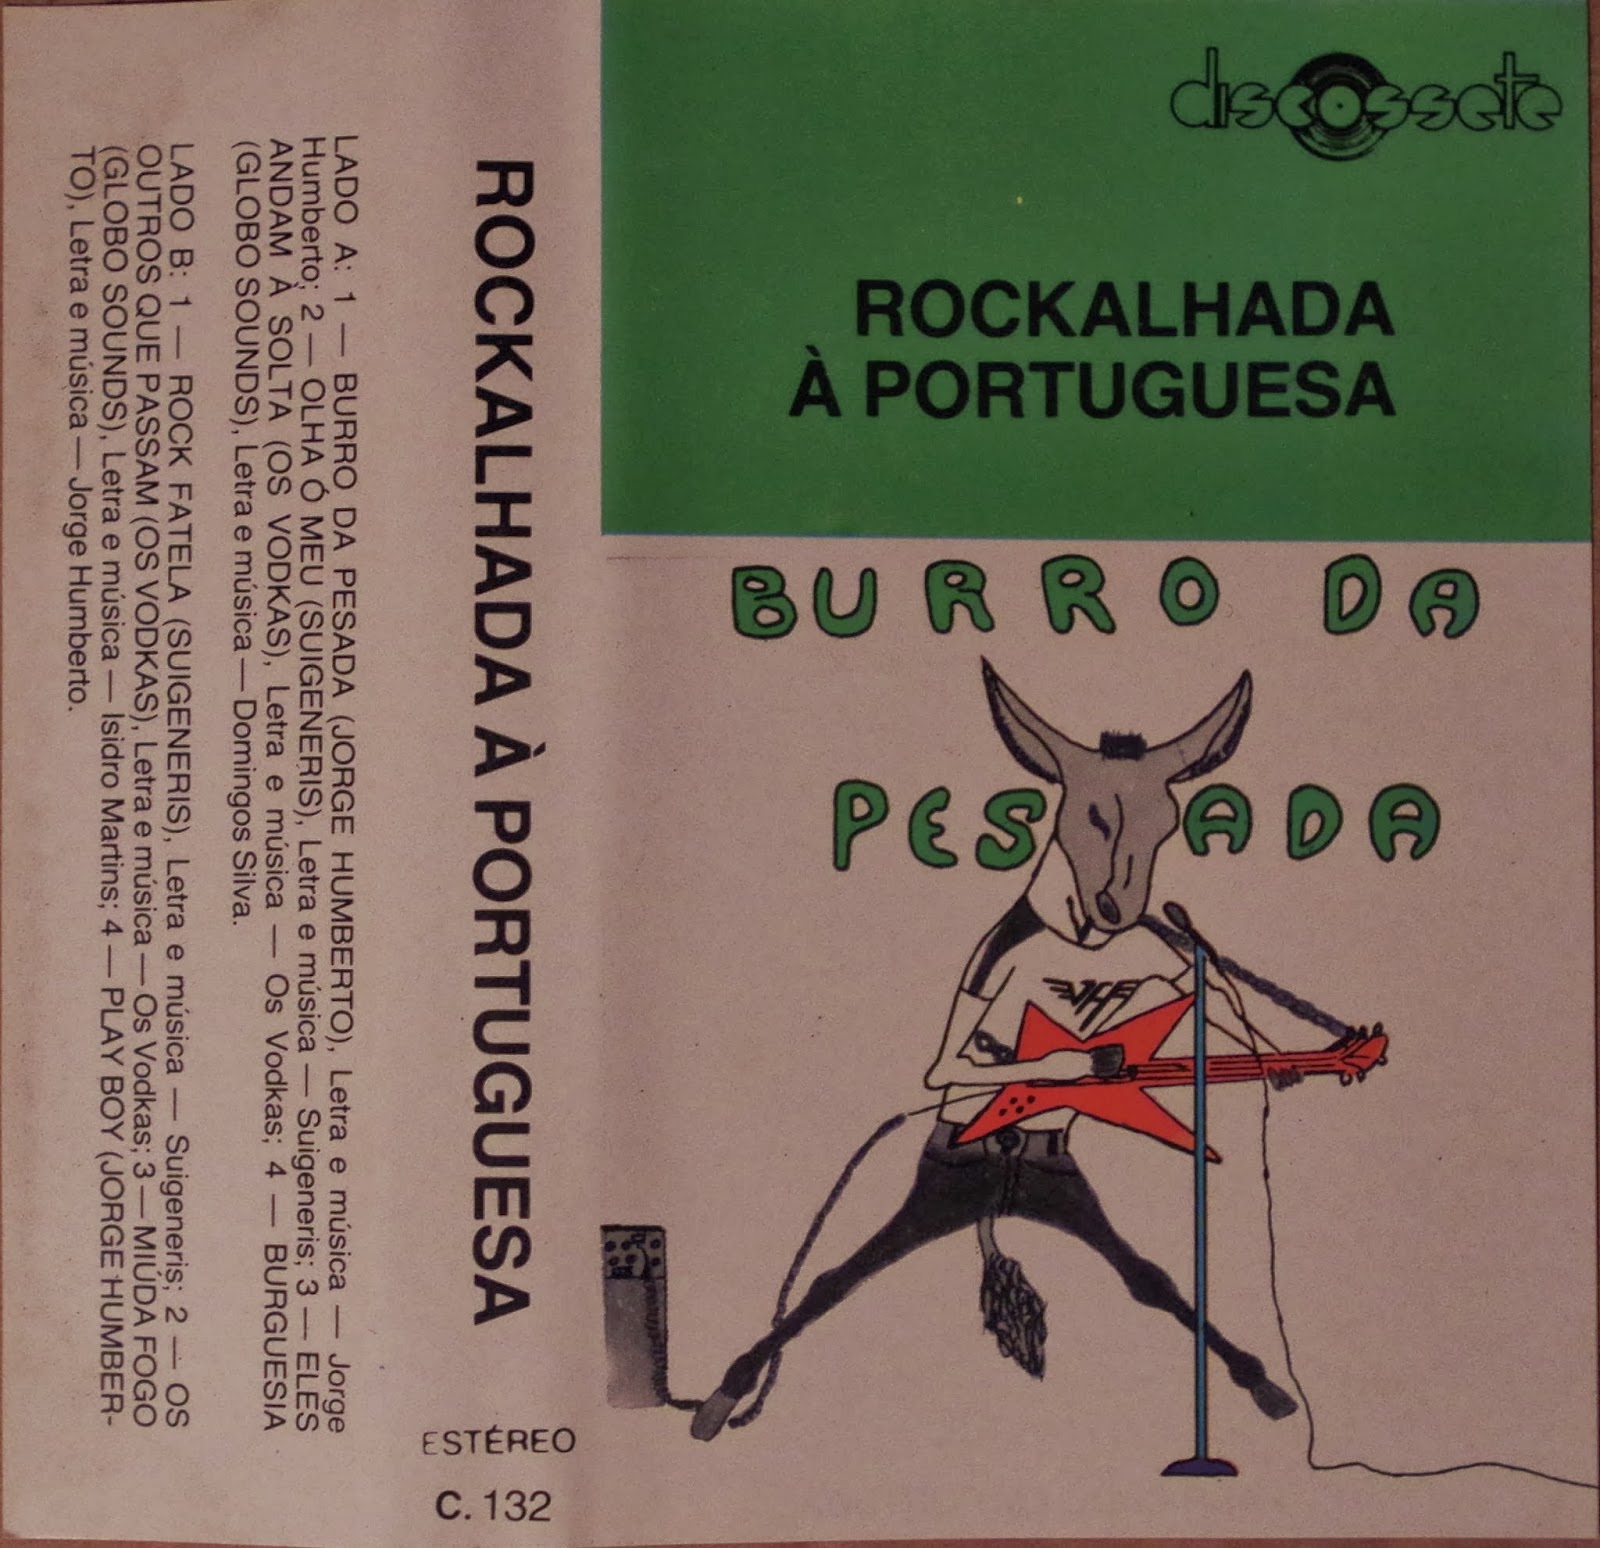 discossete
ROCKALHADA
À PORTUGUESA
BURRO DA
PESADA
ROCKALHADA À PORTUGUESA
ESTÉREO
C. 132
LADO A: 1 — BURRO DA PESADA (JORGE HUMBERTO), Letra e música — Jorge
Humberto; 2 — OLHA Ó MEU (SUIGENERIS), Letra e música — Suigeneris; 3 — ELES
ANDAM À SOLTA (OS VODKAS), Letra e música — Os Vodkas; 4 — BURGUESIA
(GLOBO SOUNDS), Letra e música — Domingos Silva.
LADO B: 1 — ROCK FATELA (SUIGENERIS), Letra e música — Suigeneris; 2 — OS
OUTROS QUE PASSAM (OS VODKAS), Letra e música — Os Vodkas; 3 — MIÚDA FOGO
(GLOBO SOUNDS), Letra e música — Isidro Martins; 4 — PLAY BOY (JORGE HUMBER-
TO), Letra e música — Jorge Humberto.